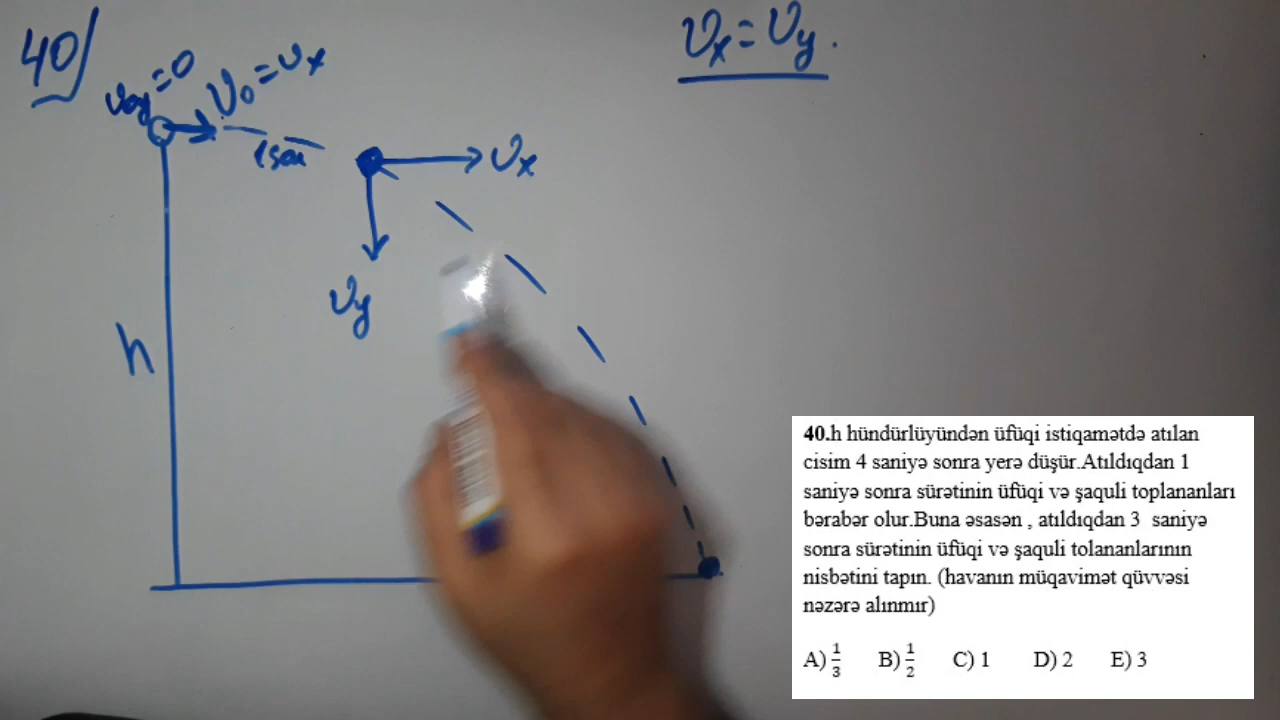 40/
v₀y=0
v₀=vx
1san
vx
vy
h
vx=vy.
40.h hündürlüyündən üfüqi istiqamətdə atılan
cisim 4 saniyə sonra yerə düşür.Atıldıqdan 1
saniyə sonra sürətinin üfüqi və şaquli toplananları
bərabər olur.Buna əsasən , atıldıqdan 3 saniyə
sonra sürətinin üfüqi və şaquli tolananlarının
nisbətini tapın. (havanın müqavimət qüvvəsi
nəzərə alınmır)
A) 1/3 B) 1/2 C) 1 D) 2 E) 3